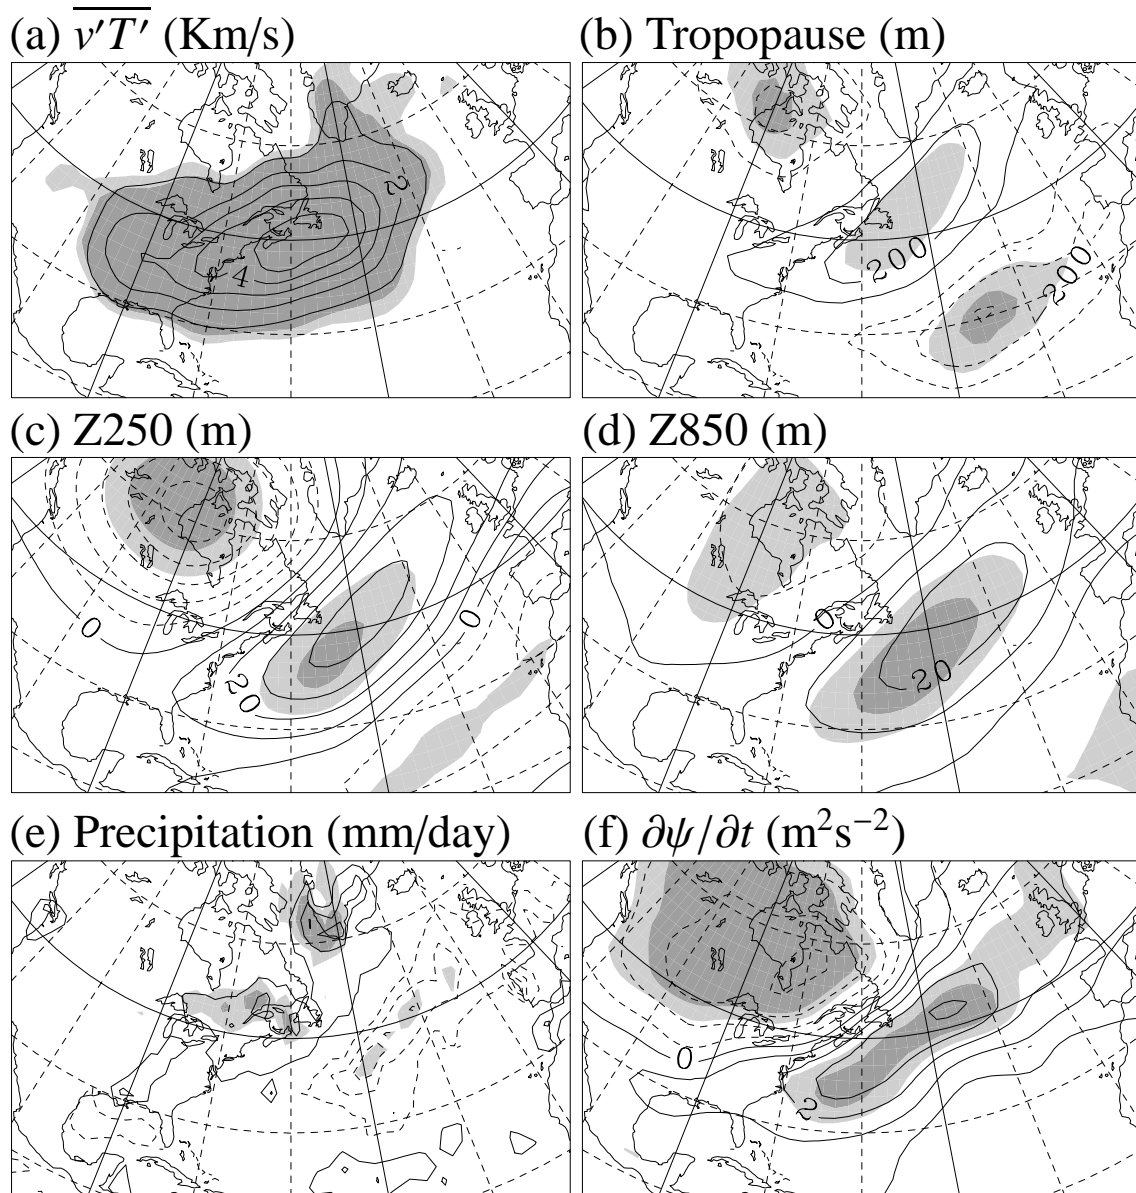 (a) v′T′ (Km/s)
(b) Tropopause (m)
2
4
200
200
(c) Z250 (m)
(d) Z850 (m)
0
0
20
0
20
(e) Precipitation (mm/day)
(f) ∂ψ/∂t (m²s⁻²)
1
0
2